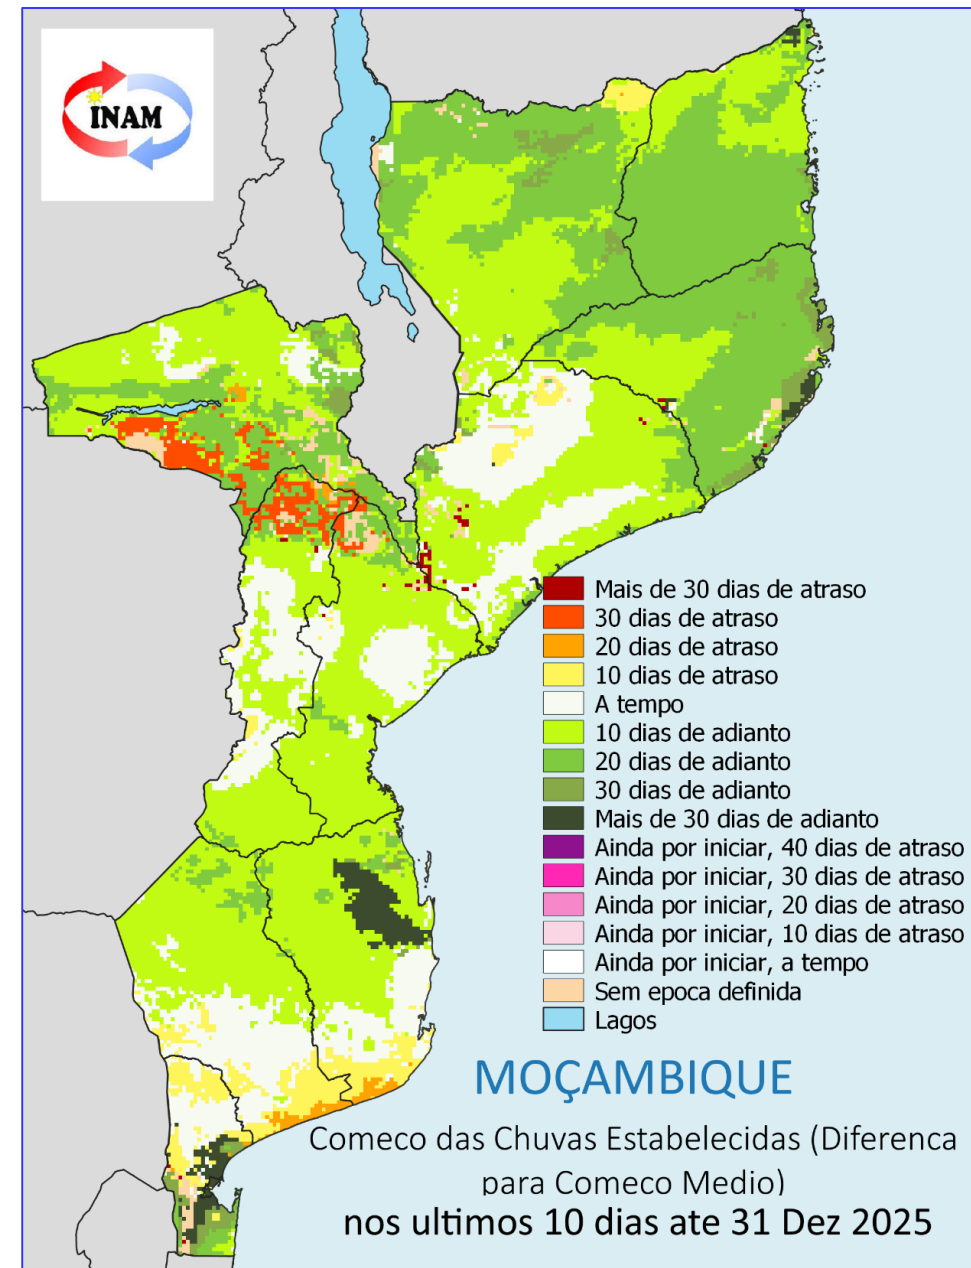 INAM
Mais de 30 dias de atraso
30 dias de atraso
20 dias de atraso
10 dias de atraso
A tempo
10 dias de adianto
20 dias de adianto
30 dias de adianto
Mais de 30 dias de adianto
Ainda por iniciar, 40 dias de atraso
Ainda por iniciar, 30 dias de atraso
Ainda por iniciar, 20 dias de atraso
Ainda por iniciar, 10 dias de atraso
Ainda por iniciar, a tempo
Sem epoca definida
Lagos
MOÇAMBIQUE
Comeco das Chuvas Estabelecidas (Diferenca
para Comeco Medio)
nos ultimos 10 dias ate 31 Dez 2025